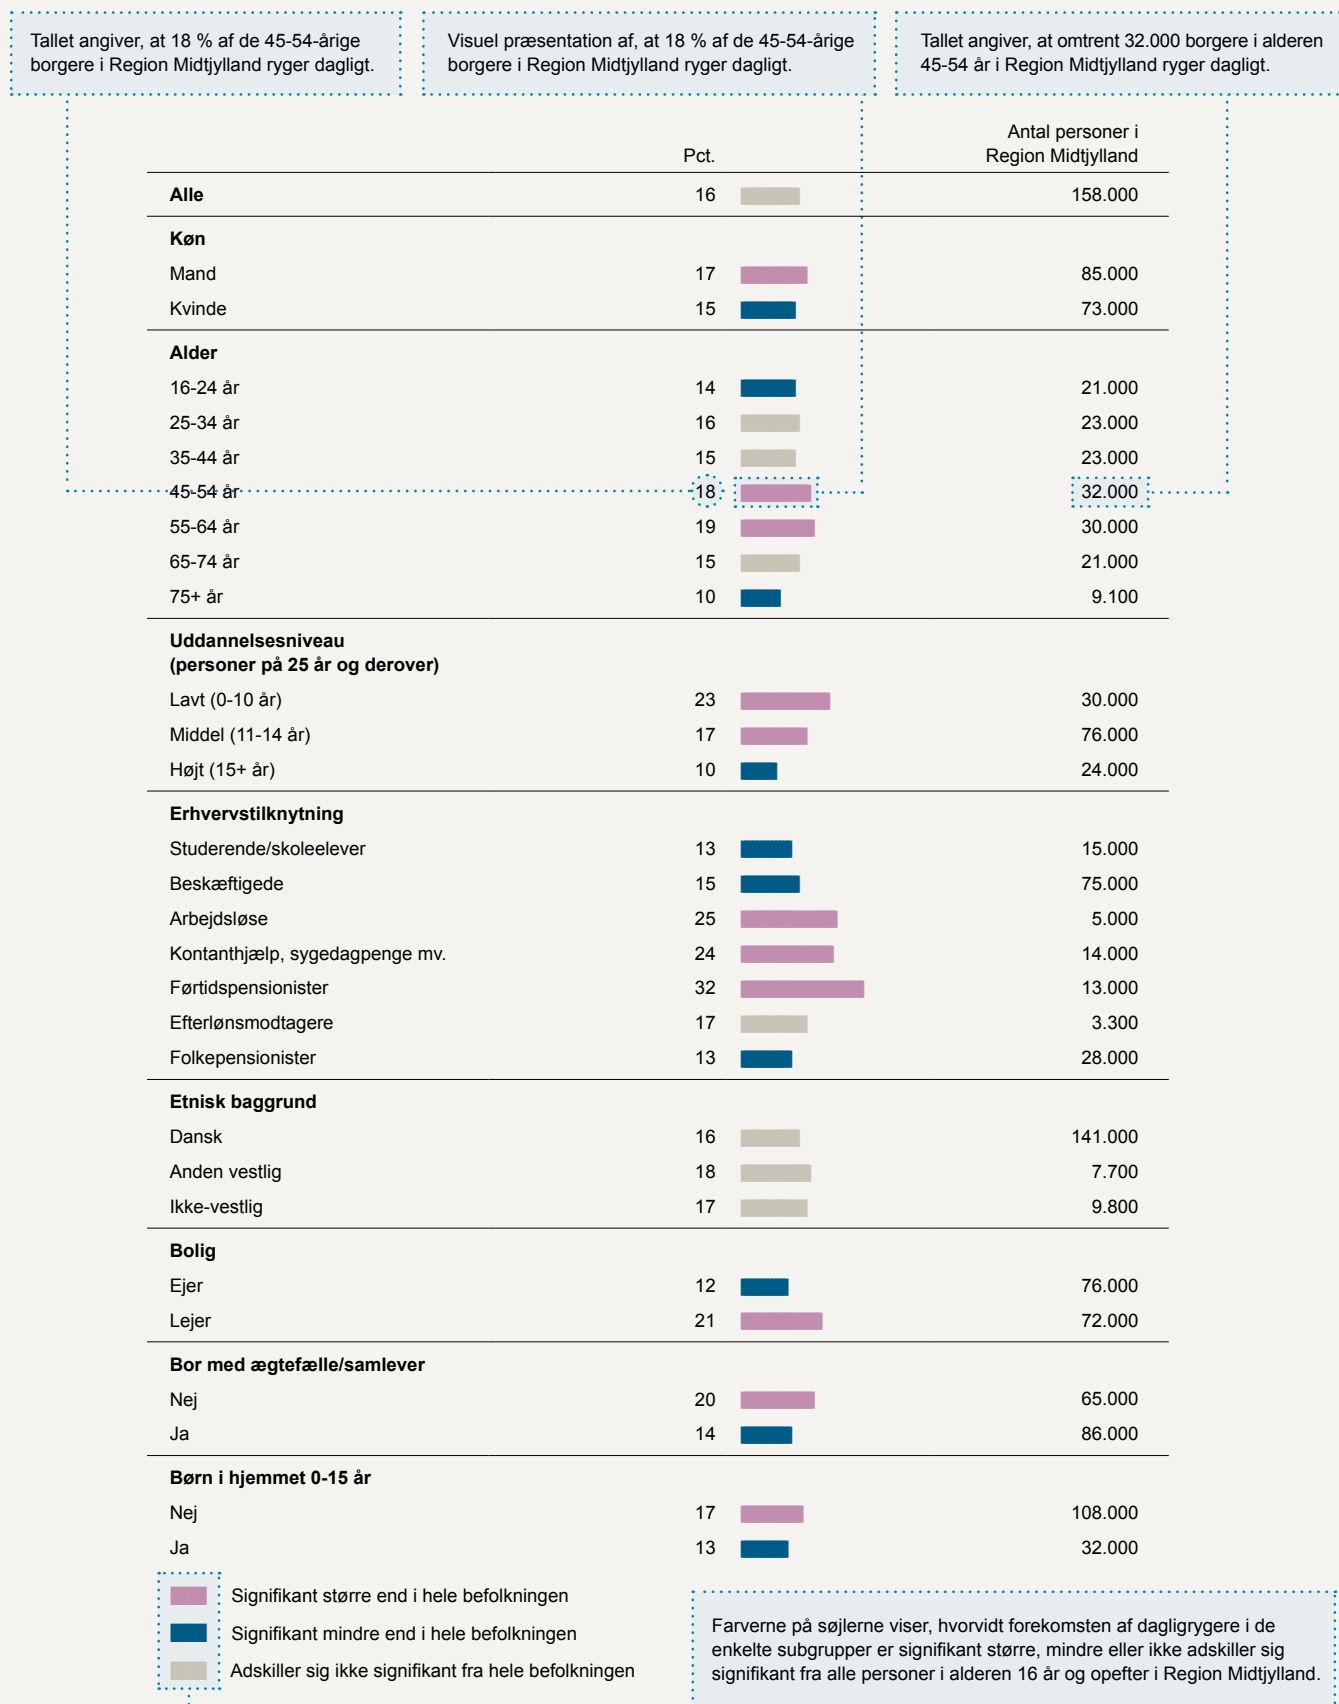 Tallet angiver, at 18 % af de 45-54-årige
borgere i Region Midtjylland ryger dagligt.
Visuel præsentation af, at 18 % af de 45-54-årige
borgere i Region Midtjylland ryger dagligt.
Tallet angiver, at omtrent 32.000 borgere i alderen
45-54 år i Region Midtjylland ryger dagligt.
Antal personer i
Pct. Region Midtjylland
Alle 16 158.000
Køn
Mand 17 85.000
Kvinde 15 73.000
Alder
16-24 år 14 21.000
25-34 år 16 23.000
35-44 år 15 23.000
45-54 år 18 32.000
55-64 år 19 30.000
65-74 år 15 21.000
75+ år 10 9.100
Uddannelsesniveau
(personer på 25 år og derover)
Lavt (0-10 år) 23 30.000
Middel (11-14 år) 17 76.000
Højt (15+ år) 10 24.000
Erhvervstilknytning
Studerende/skoleelever 13 15.000
Beskæftigede 15 75.000
Arbejdsløse 25 5.000
Kontanthjælp, sygedagpenge mv. 24 14.000
Førtidspensionister 32 13.000
Efterlønsmodtagere 17 3.300
Folkepensionister 13 28.000
Etnisk baggrund
Dansk 16 141.000
Anden vestlig 18 7.700
Ikke-vestlig 17 9.800
Bolig
Ejer 12 76.000
Lejer 21 72.000
Bor med ægtefælle/samlever
Nej 20 65.000
Ja 14 86.000
Børn i hjemmet 0-15 år
Nej 17 108.000
Ja 13 32.000
Signifikant større end i hele befolkningen
Signifikant mindre end i hele befolkningen
Adskiller sig ikke signifikant fra hele befolkningen
Farverne på søjlerne viser, hvorvidt forekomsten af dagligrygere i de
enkelte subgrupper er signifikant større, mindre eller ikke adskiller sig
signifikant fra alle personer i alderen 16 år og opefter i Region Midtjylland.